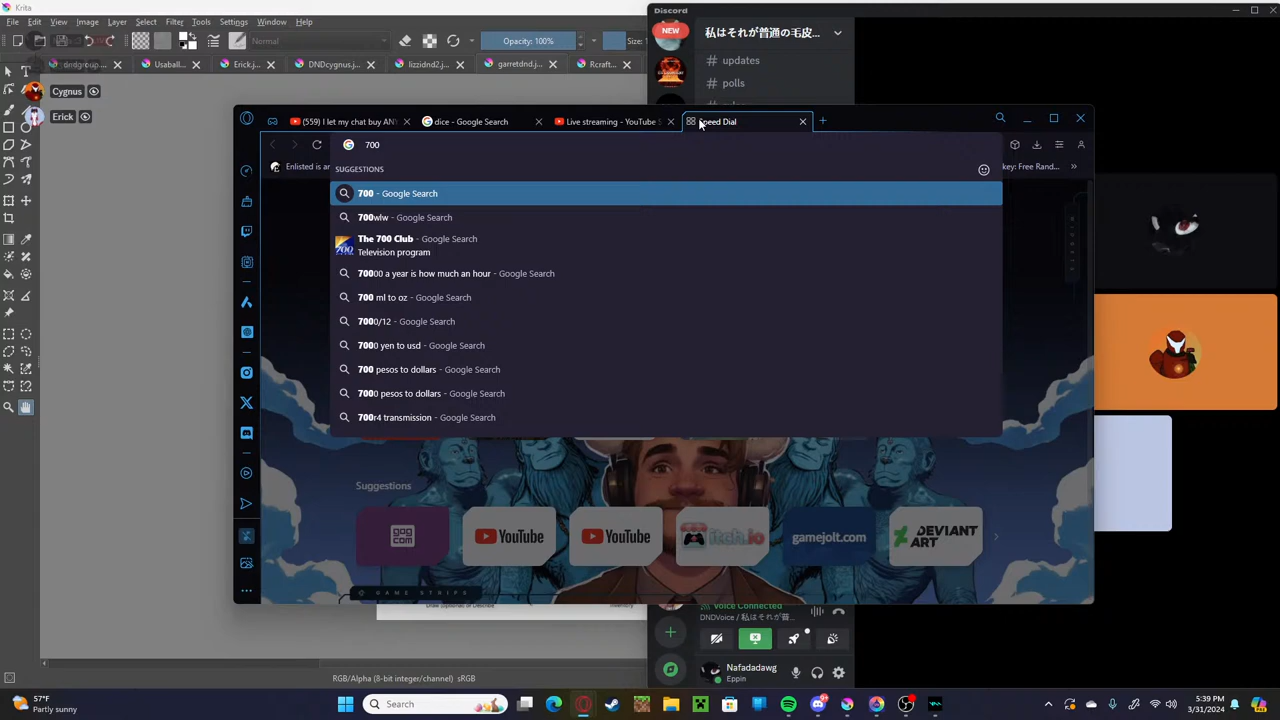 Krita
File Edit View Image Layer Select Filter Tools Settings Window Help
Normal
Opacity: 100%
Size:
Usaball...
Erick.j...
DNDcygnus.j...
lizzidnd2.j...
garretdnd.j...
Rcraft...
Cygnus
Erick
Discord
NEW
私はそれが普通の毛皮...
updates
polls
(559) I let my chat buy AN
dice - Google Search
Live streaming - YouTube S
Speed Dial
700
Enlisted is a
key: Free Rand...
SUGGESTIONS
700 - Google Search
700wlw - Google Search
The 700 Club - Google Search
Television program
70000 a year is how much an hour - Google Search
700 ml to oz - Google Search
7000/12 - Google Search
7000 yen to usd - Google Search
700 pesos to dollars - Google Search
7000 pesos to dollars - Google Search
700r4 transmission - Google Search
Suggestions
GG COM
YouTube
YouTube
itch.io
gamejolt.com
DEVIANT ART
GAME STRIPS
Inventory
Voice Connected
DNDVoice / 私はそれが普...
Nafadadawg
Eppin
RGB/Alpha (8-bit integer/channel) sRGB
57°F
Partly sunny
Search
5:39 PM
3/31/2024